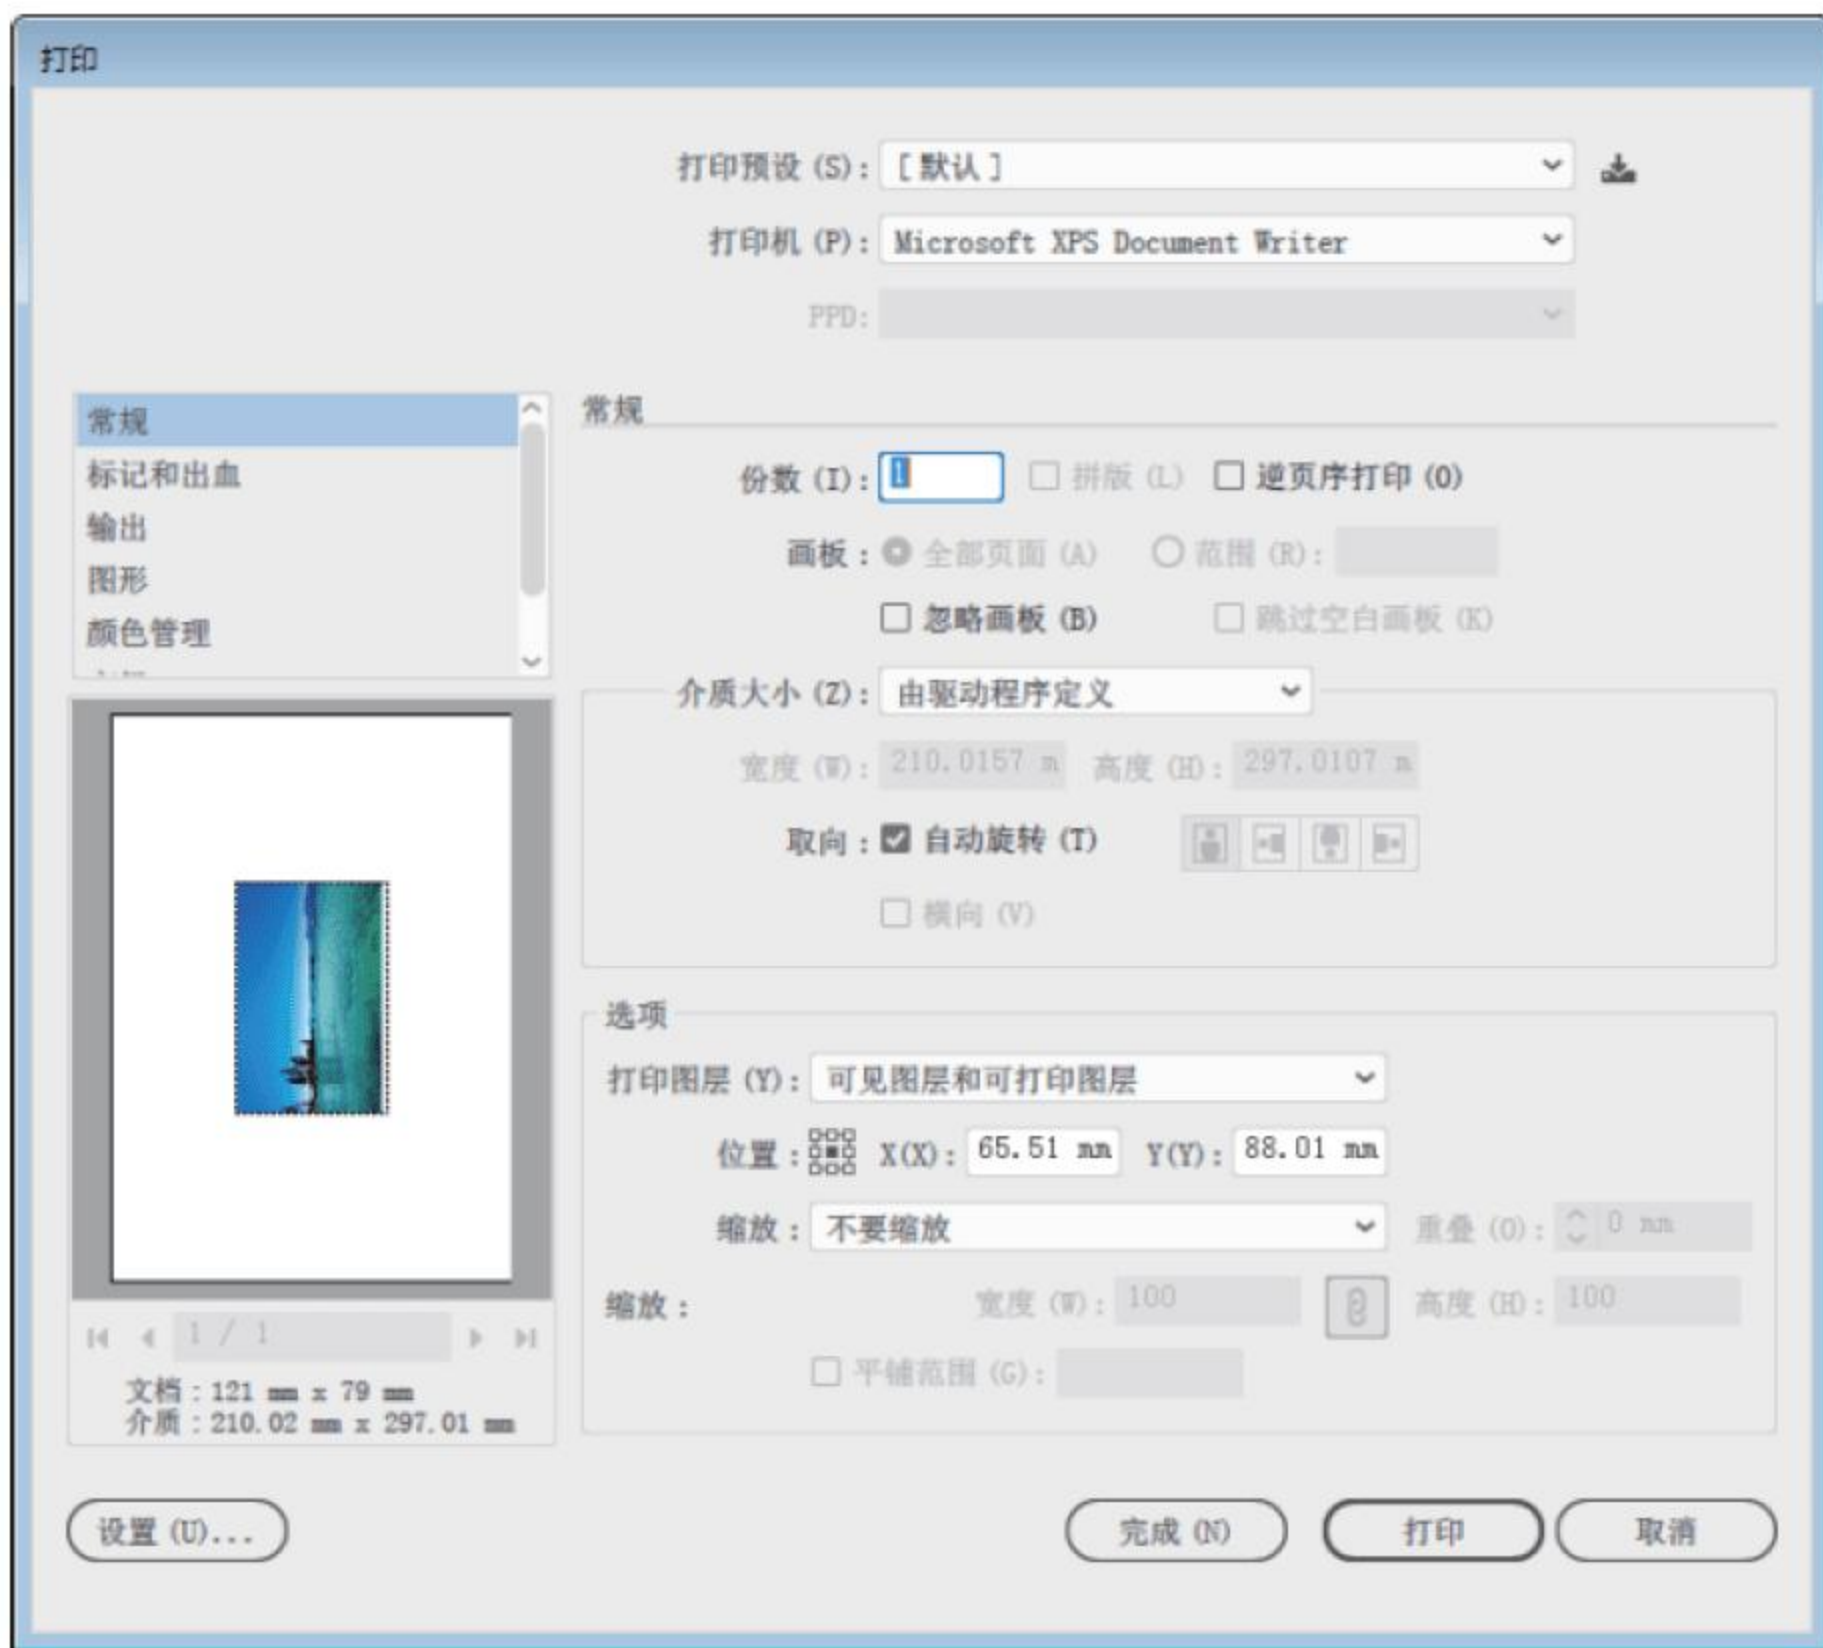 打印
打印预设 (S): [默认]
打印机 (P): Microsoft XPS Document Writer
PPD:
常规
标记和出血
输出
图形
颜色管理
常规
份数 (I): 1 拼版 (L) 逆页序打印 (O)
画板: 全部页面 (A) 范围 (R):
忽略画板 (B) 跳过空白画板 (K)
介质大小 (Z): 由驱动程序定义
宽度 (W): 210.0157 m 高度 (H): 297.0107 m
取向: 自动旋转 (T)
横向 (V)
选项
打印图层 (Y): 可见图层和可打印图层
位置: X(X): 65.51 mm Y(Y): 88.01 mm
缩放: 不要缩放 重叠 (O): 0 mm
缩放: 宽度 (W): 100 高度 (H): 100
平铺范围 (G):
1 / 1
文档:121 mm x 79 mm
介质:210.02 mm x 297.01 mm
设置 (U)... 完成 (N) 打印 取消